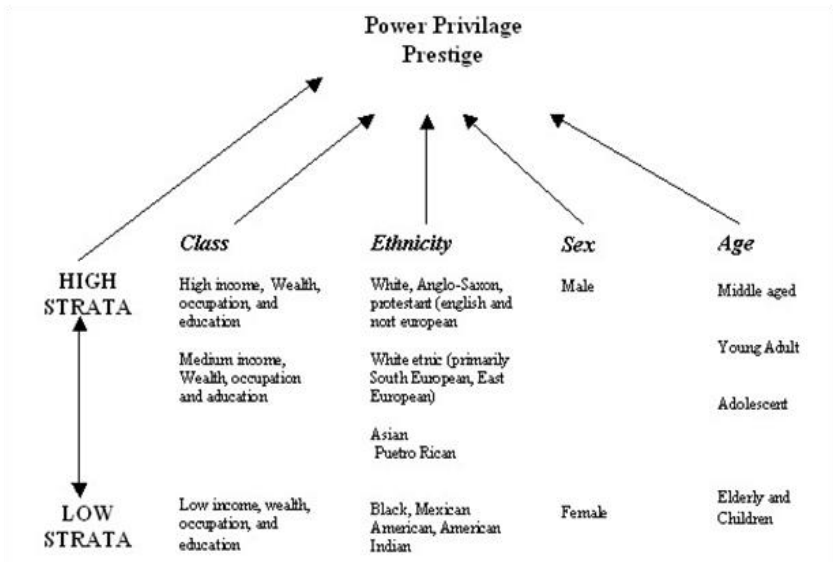 Power Privilage
Prestige
Class
Ethnicity
Sex
Age
HIGH
STRATA
High income, Wealth,
occupation, and
education
White, Anglo-Saxon,
protestant (english and
nort european
Male
Middle aged
Medium income,
Wealth, occupation
and aducation
White etnic (primarily
South European, East
European)
Young Adult
Adolescent
Asian
Puetro Rican
LOW
STRATA
Low income, wealth,
occupation, and
education
Black, Mexican
American, American
Indian
Female
Elderly and
Children